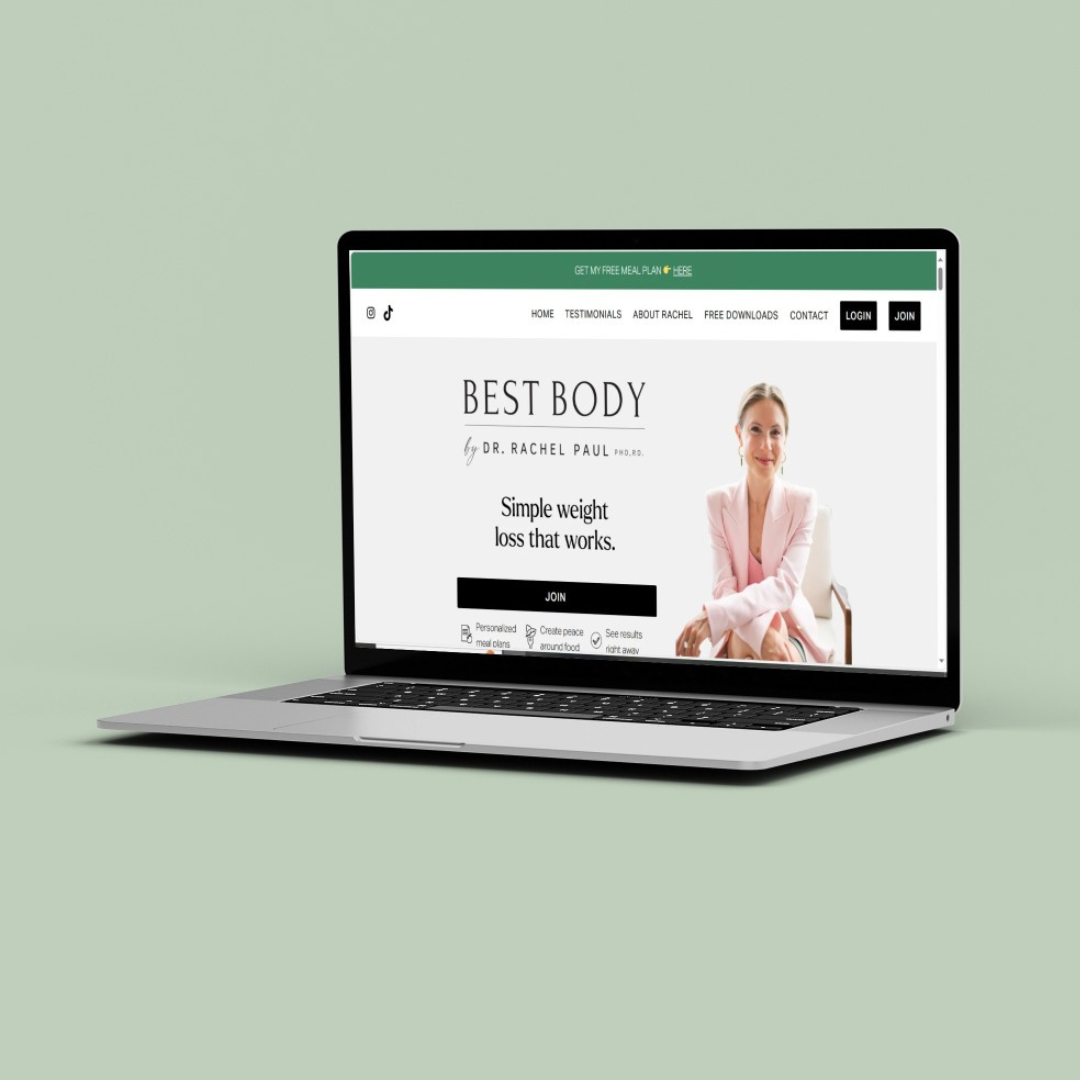 GET MY FREE MEAL PLAN 👉 HERE
HOME TESTIMONIALS ABOUT RACHEL FREE DOWNLOADS CONTACT LOGIN JOIN
BEST BODY
by DR. RACHEL PAUL PHD, RD.
Simple weight
loss that works.
JOIN
Personalized
meal plans
Create peace
around food
See results
right away